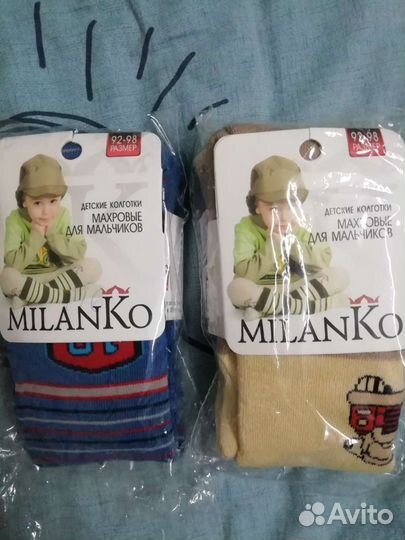 92-98
РАЗМЕР
ДЕТСКИЕ КОЛГОТКИ
МАХРОВЫЕ
ДЛЯ МАЛЬЧИКОВ
MILANKO
92-98
РАЗМЕР
ДЕТСКИЕ КОЛГОТКИ
МАХРОВЫЕ
ДЛЯ МАЛЬЧИКОВ
MILANKO
Avito